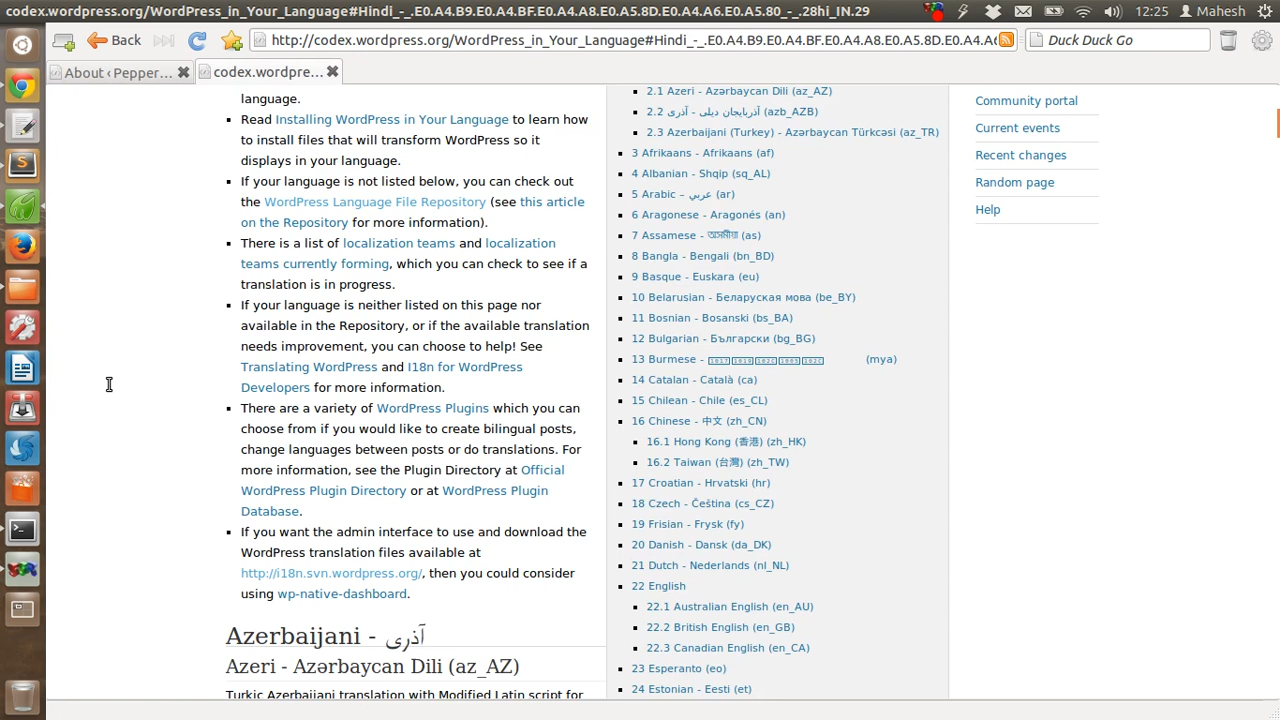 codex.wordpress.org/WordPress_in_Your_Language#Hindi_-_.E0.A4.B9.E0.A4.BF.E0.A4.A8.E0.A5.8D.E0.A4.A6.E0.A5.80_-_.28hi_IN.29
12:25
Mahesh
Back
http://codex.wordpress.org/WordPress_in_Your_Language#Hindi_-_.E0.A4.B9.E0.A4.BF.E0.A4.A8.E0.A5.8D.E0.A4.A
Duck Duck Go
About ‹ Pepper...
codex.wordpre...
language.
Read Installing WordPress in Your Language to learn how
to install files that will transform WordPress so it
displays in your language.
If your language is not listed below, you can check out
the WordPress Language File Repository (see this article
on the Repository for more information).
There is a list of localization teams and localization
teams currently forming, which you can check to see if a
translation is in progress.
If your language is neither listed on this page nor
available in the Repository, or if the available translation
needs improvement, you can choose to help! See
Translating WordPress and I18n for WordPress
Developers for more information.
There are a variety of WordPress Plugins which you can
choose from if you would like to create bilingual posts,
change languages between posts or do translations. For
more information, see the Plugin Directory at Official
WordPress Plugin Directory or at WordPress Plugin
Database.
If you want the admin interface to use and download the
WordPress translation files available at
http://i18n.svn.wordpress.org/, then you could consider
using wp-native-dashboard.
Azerbaijani - آذری
Azeri - Azərbaycan Dili (az_AZ)
Turkic Azerbaijani translation with Modified Latin script for
2.1 Azeri - Azərbaycan Dili (az_AZ)
2.2 آذربایجان دیلی - آذری (azb_AZB)
2.3 Azerbaijani (Turkey) - Azərbaycan Türkcəsi (az_TR)
3 Afrikaans - Afrikaans (af)
4 Albanian - Shqip (sq_AL)
5 Arabic – عربي (ar)
6 Aragonese - Aragonés (an)
7 Assamese - অসমীয়া (as)
8 Bangla - Bengali (bn_BD)
9 Basque - Euskara (eu)
10 Belarusian - Беларуская мова (be_BY)
11 Bosnian - Bosanski (bs_BA)
12 Bulgarian - Български (bg_BG)
13 Burmese - (mya)
14 Catalan - Català (ca)
15 Chilean - Chile (es_CL)
16 Chinese - 中文 (zh_CN)
16.1 Hong Kong (香港) (zh_HK)
16.2 Taiwan (台灣) (zh_TW)
17 Croatian - Hrvatski (hr)
18 Czech - Čeština (cs_CZ)
19 Frisian - Frysk (fy)
20 Danish - Dansk (da_DK)
21 Dutch - Nederlands (nl_NL)
22 English
22.1 Australian English (en_AU)
22.2 British English (en_GB)
22.3 Canadian English (en_CA)
23 Esperanto (eo)
24 Estonian - Eesti (et)
Community portal
Current events
Recent changes
Random page
Help